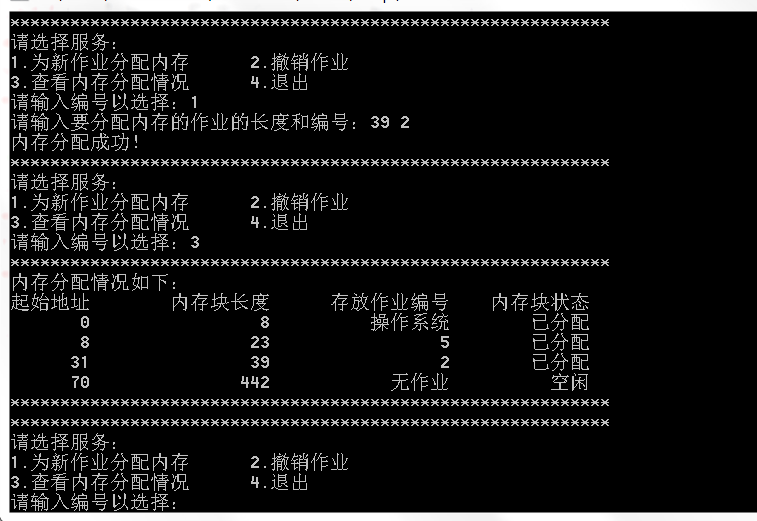 ************************************************************
请选择服务:
1.为新作业分配内存 2.撤销作业
3.查看内存分配情况 4.退出
请输入编号以选择: 1
请输入要分配内存的作业的长度和编号: 39 2
内存分配成功!
************************************************************
请选择服务:
1.为新作业分配内存 2.撤销作业
3.查看内存分配情况 4.退出
请输入编号以选择: 3
************************************************************
内存分配情况如下:
起始地址 内存块长度 存放作业编号 内存块状态
0 8 操作系统 已分配
8 23 5 已分配
31 39 2 已分配
70 442 无作业 空闲
************************************************************
************************************************************
请选择服务:
1.为新作业分配内存 2.撤销作业
3.查看内存分配情况 4.退出
请输入编号以选择: